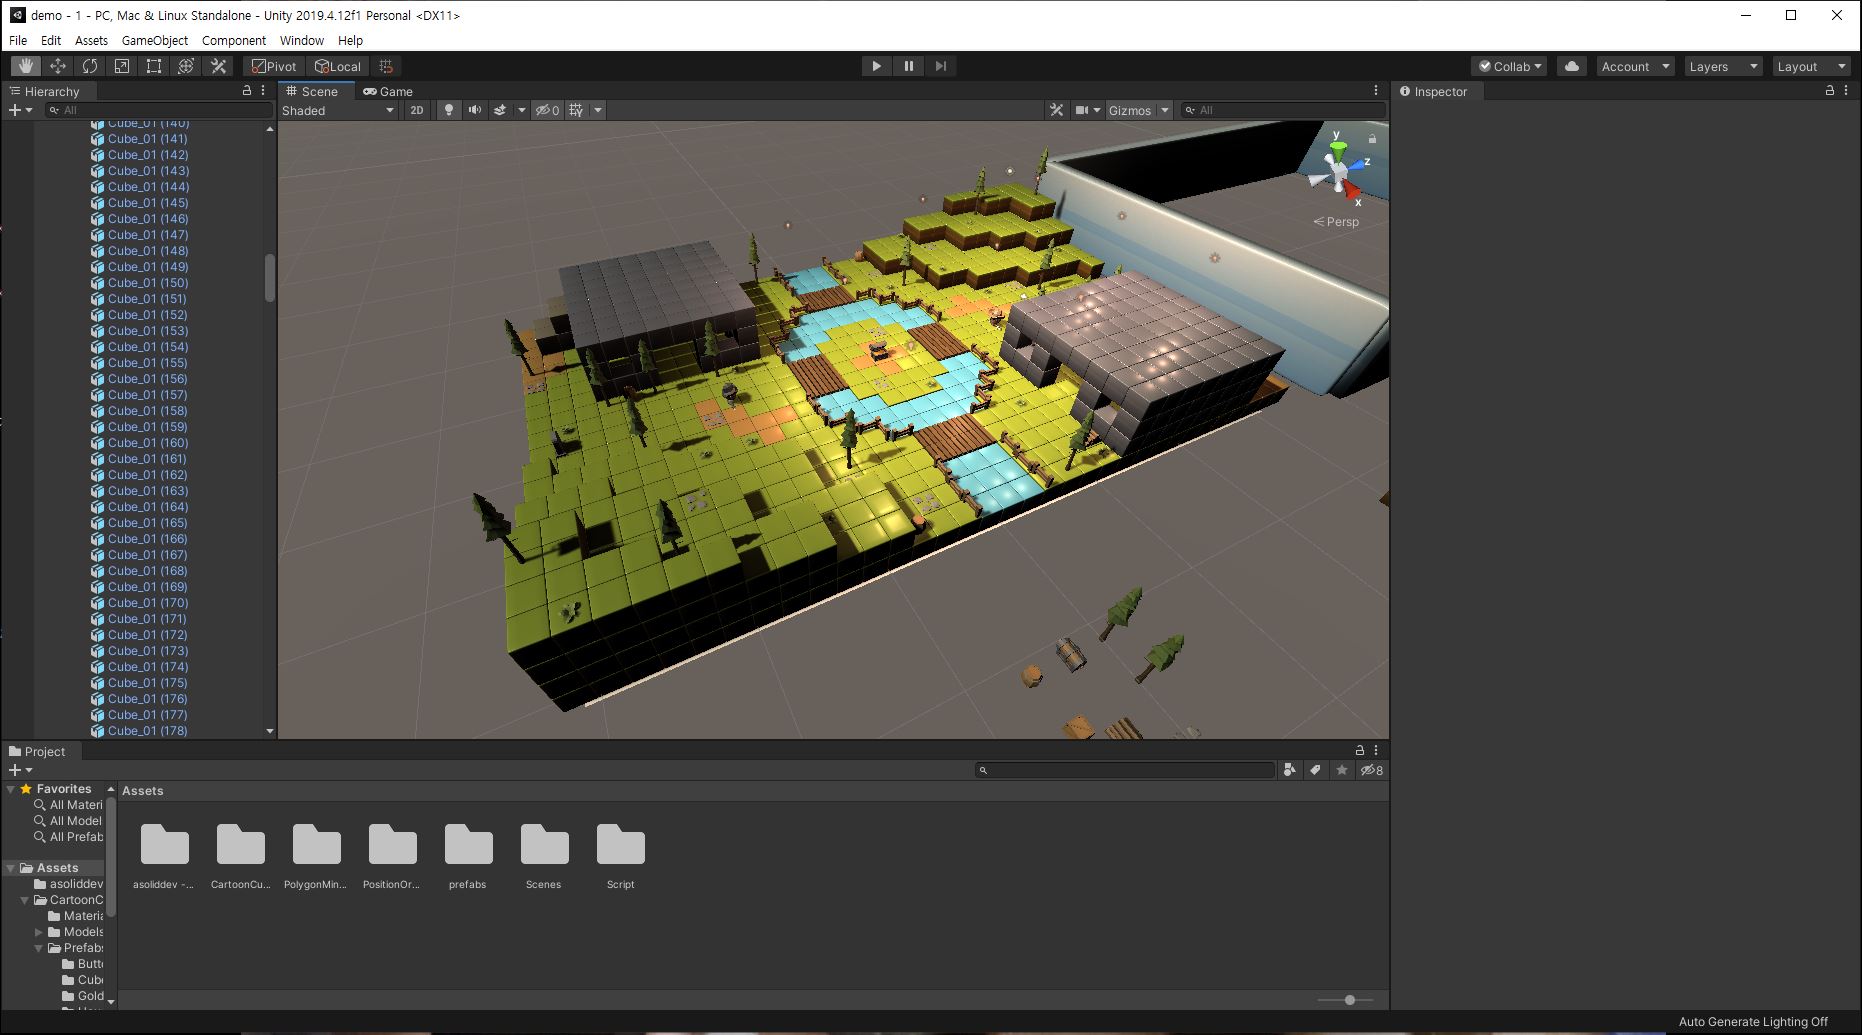 demo - 1 - PC, Mac & Linux Standalone - Unity 2019.4.12f1 Personal <DX11>
File Edit Assets GameObject Component Window Help
Pivot Local Collab Account Layers Layout
Hierarchy
All
Cube_01 (140)
Cube_01 (141)
Cube_01 (142)
Cube_01 (143)
Cube_01 (144)
Cube_01 (145)
Cube_01 (146)
Cube_01 (147)
Cube_01 (148)
Cube_01 (149)
Cube_01 (150)
Cube_01 (151)
Cube_01 (152)
Cube_01 (153)
Cube_01 (154)
Cube_01 (155)
Cube_01 (156)
Cube_01 (157)
Cube_01 (158)
Cube_01 (159)
Cube_01 (160)
Cube_01 (161)
Cube_01 (162)
Cube_01 (163)
Cube_01 (164)
Cube_01 (165)
Cube_01 (166)
Cube_01 (167)
Cube_01 (168)
Cube_01 (169)
Cube_01 (170)
Cube_01 (171)
Cube_01 (172)
Cube_01 (173)
Cube_01 (174)
Cube_01 (175)
Cube_01 (176)
Cube_01 (177)
Cube_01 (178)
Scene Game
Shaded 2D 0 Gizmos All
y
z
x
Persp
Inspector
Project
8
Favorites
All Materi
All Model
All Prefab
Assets
asoliddev
CartoonC
Materia
Models
Prefabs
Butto
Cube
Gold
Assets
asoliddev -... CartoonCu... PolygonMin... PositionOr... prefabs Scenes Script
Auto Generate Lighting Off